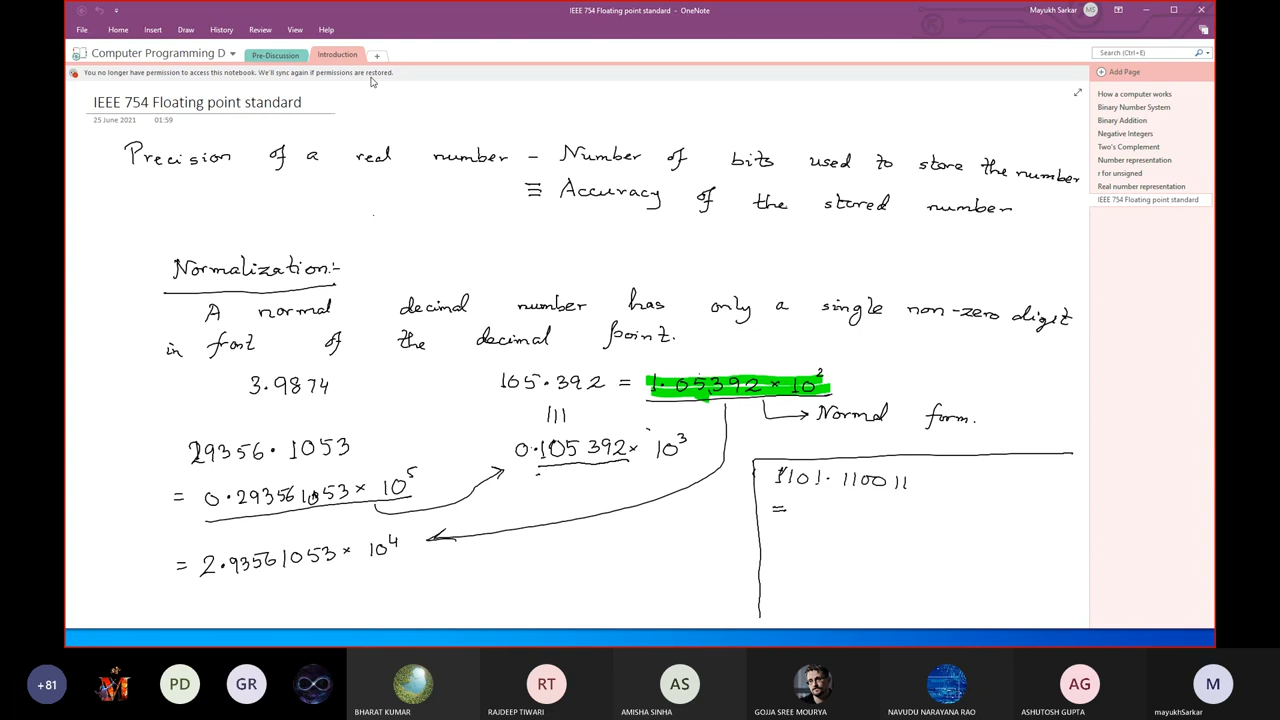 IEEE 754 Floating point standard - OneNote
Mayukh Sarkar
MS
File Home Insert Draw History Review View Help
Computer Programming D
Pre-Discussion
Introduction
Search (Ctrl+E)
You no longer have permission to access this notebook. We'll sync again if permissions are restored.
Add Page
How a computer works
Binary Number System
Binary Addition
Negative Integers
Two's Complement
Number representation
r for unsigned
Real number representation
IEEE 754 Floating point standard
IEEE 754 Floating point standard
25 June 2021 01:59
Precision of a real number - Number of bits used to store the number
≡ Accuracy of the stored number
Normalization:-
A normal decimal number has only a single non-zero digit
in front of the decimal point.
3.9874
105.392 = 1.05392 × 10²
→ Normal form.
|||
29356.1053
0.105392 × 10³
= 0.293561053 × 10⁵
= 2.93561053 × 10⁴
1101.110011
=
+81
PD
GR
BHARAT KUMAR
RT
RAJDEEP TIWARI
AS
AMISHA SINHA
GOJJA SREE MOURYA
NAVUDU NARAYANA RAO
AG
ASHUTOSH GUPTA
M
mayukhSarkar